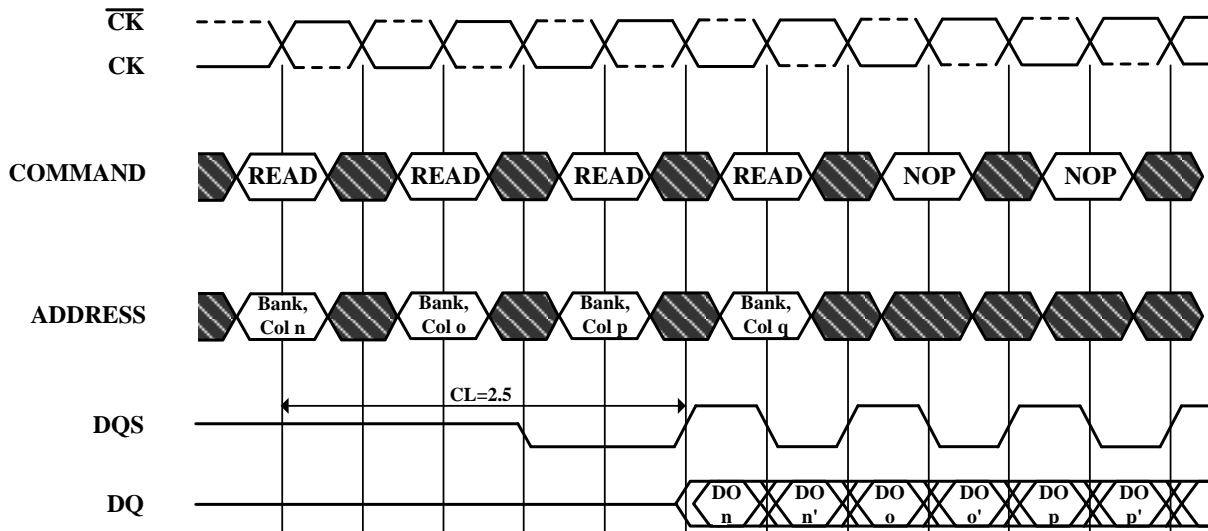 CK
CK
COMMAND READ READ READ READ NOP NOP
ADDRESS Bank, Col n Bank, Col o Bank, Col p Bank, Col q
CL=2.5
DQS
DQ DO n DO n' DO o DO o' DO p DO p'